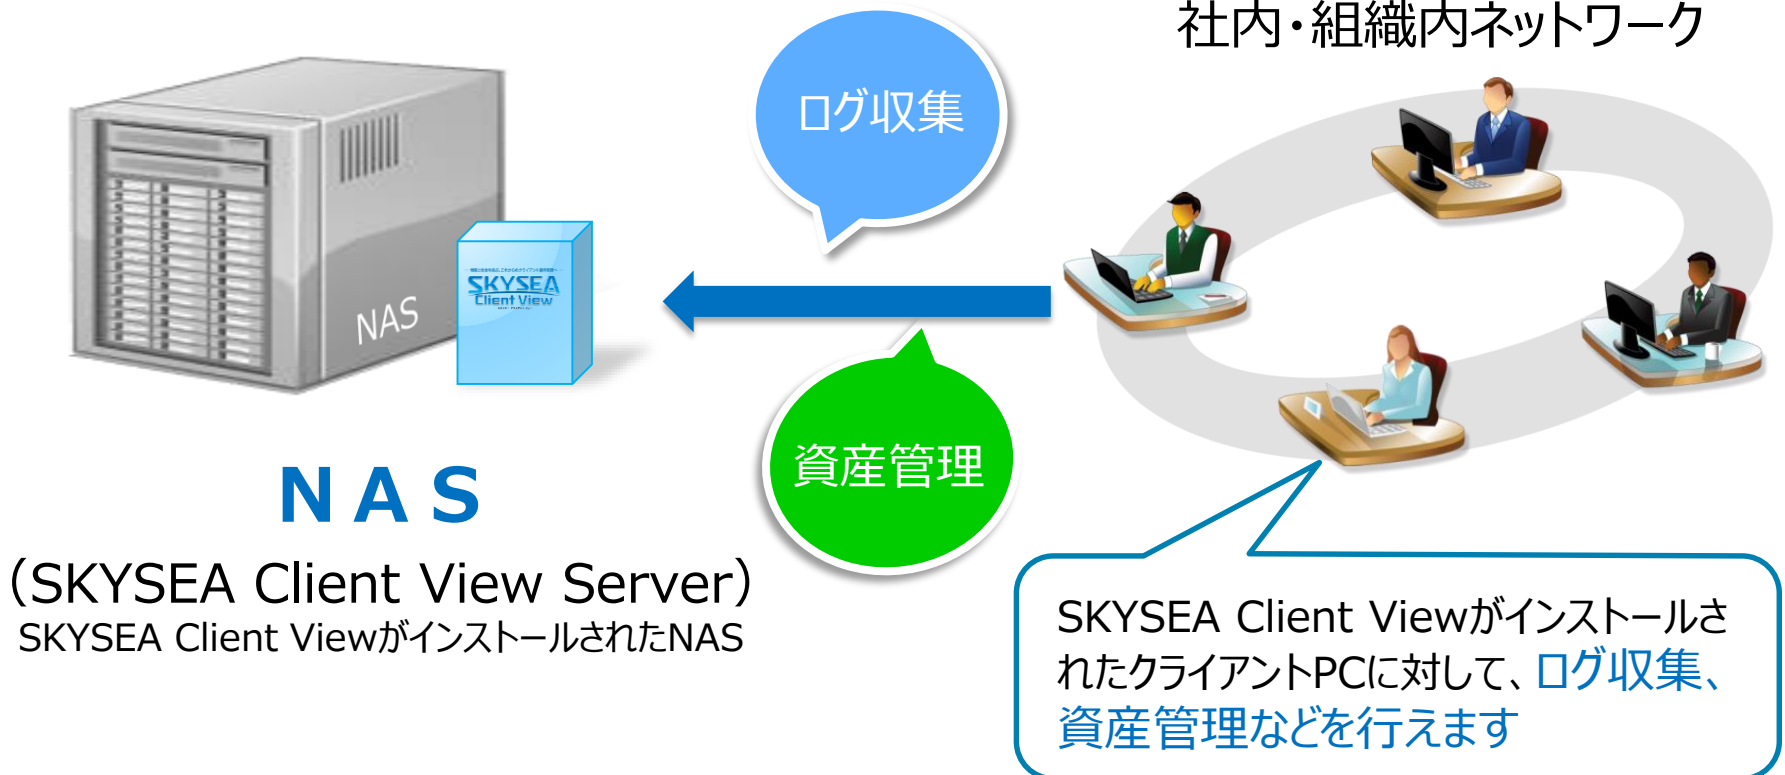 社内・組織内ネットワーク
ログ収集
NAS
SKYSEA
Client View
資産管理
NAS
(SKYSEA Client View Server)
SKYSEA Client ViewがインストールされたNAS
SKYSEA Client Viewがインストールさ
れたクライアントPCに対して、ログ収集、
資産管理などを行えます